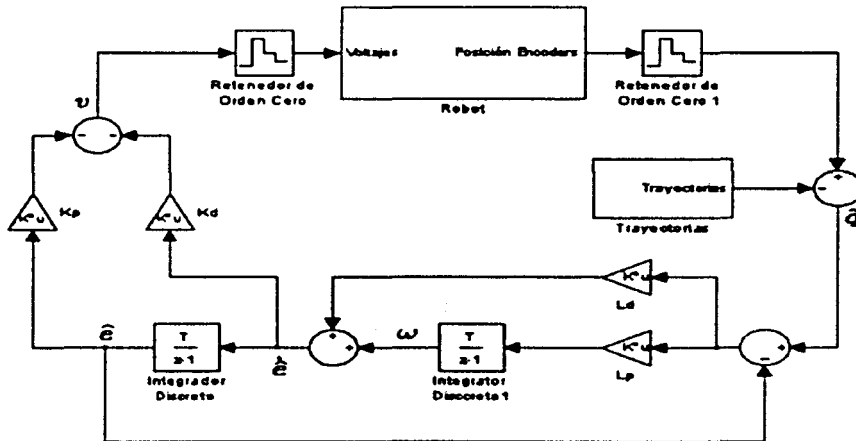 Voltajes
Posición Encoders
Retenedor de
Orden Cero
Robot
Retenedor de
Orden Cero 1
υ
Trayectorias
Trayectorias
q̃
K*u
Kp
K*u
Kd
K*u
Ld
ê
T
z-1
Integrador
Discreto
ω
T
z-1
Integrator
Discreto 1
K*u
Lp